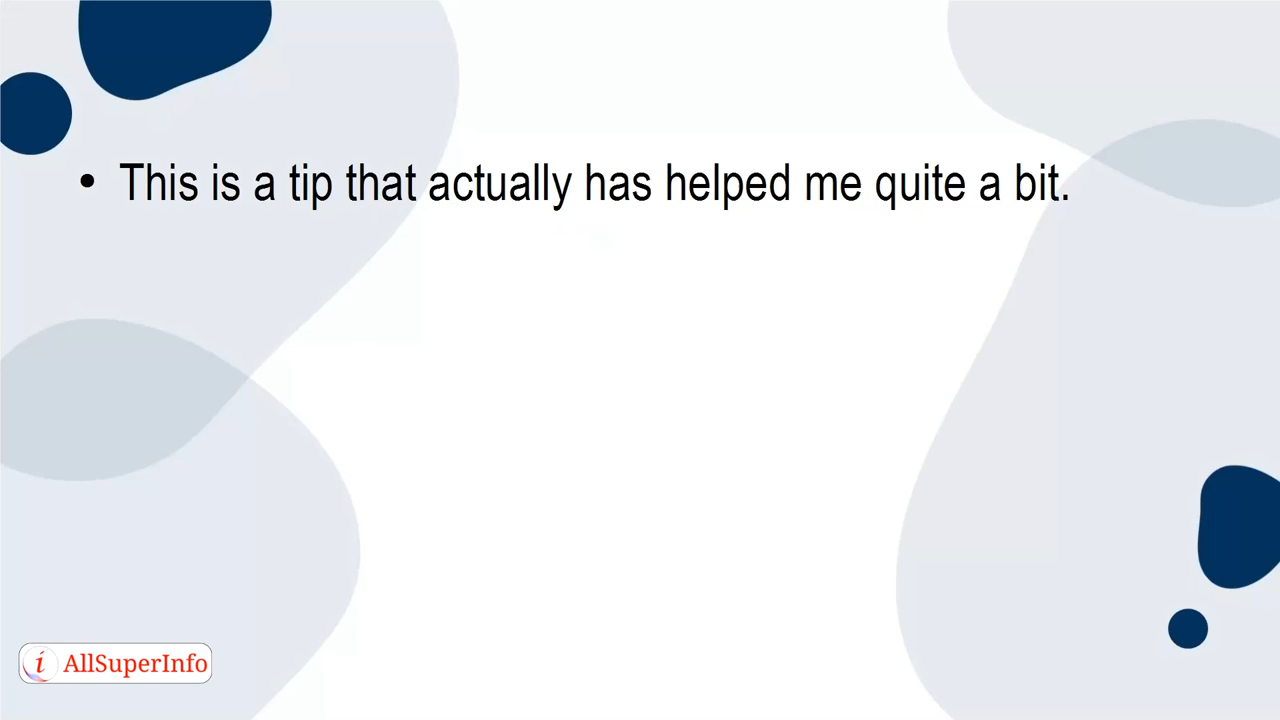 • This is a tip that actually has helped me quite a bit.
i AllSuperInfo